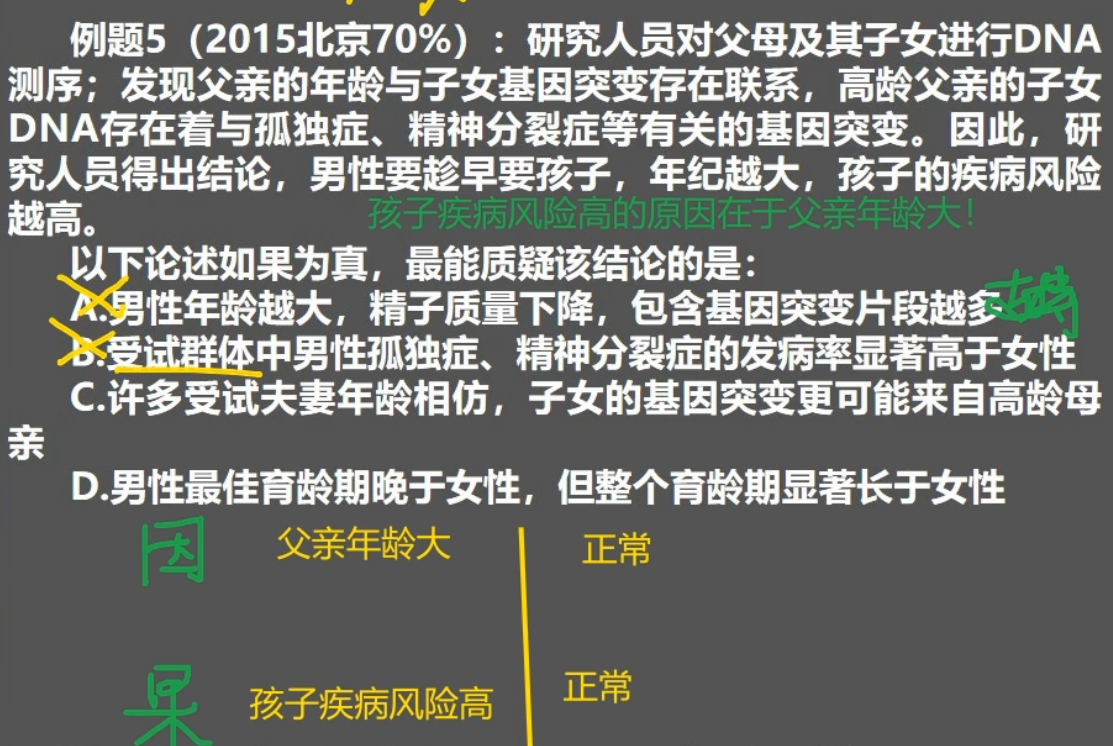 例题5（2015北京70%）：研究人员对父母及其子女进行DNA
测序；发现父亲的年龄与子女基因突变存在联系，高龄父亲的子女
DNA存在着与孤独症、精神分裂症等有关的基因突变。因此，研
究人员得出结论，男性要趁早要孩子，年纪越大，孩子的疾病风险
越高。
孩子疾病风险高的原因在于父亲年龄大！
以下论述如果为真，最能质疑该结论的是：
A.男性年龄越大，精子质量下降，包含基因突变片段越多
支持
B.受试群体中男性孤独症、精神分裂症的发病率显著高于女性
C.许多受试夫妻年龄相仿，子女的基因突变更可能来自高龄母
亲
D.男性最佳育龄期晚于女性，但整个育龄期显著长于女性
因 父亲年龄大 正常
果 孩子疾病风险高 正常